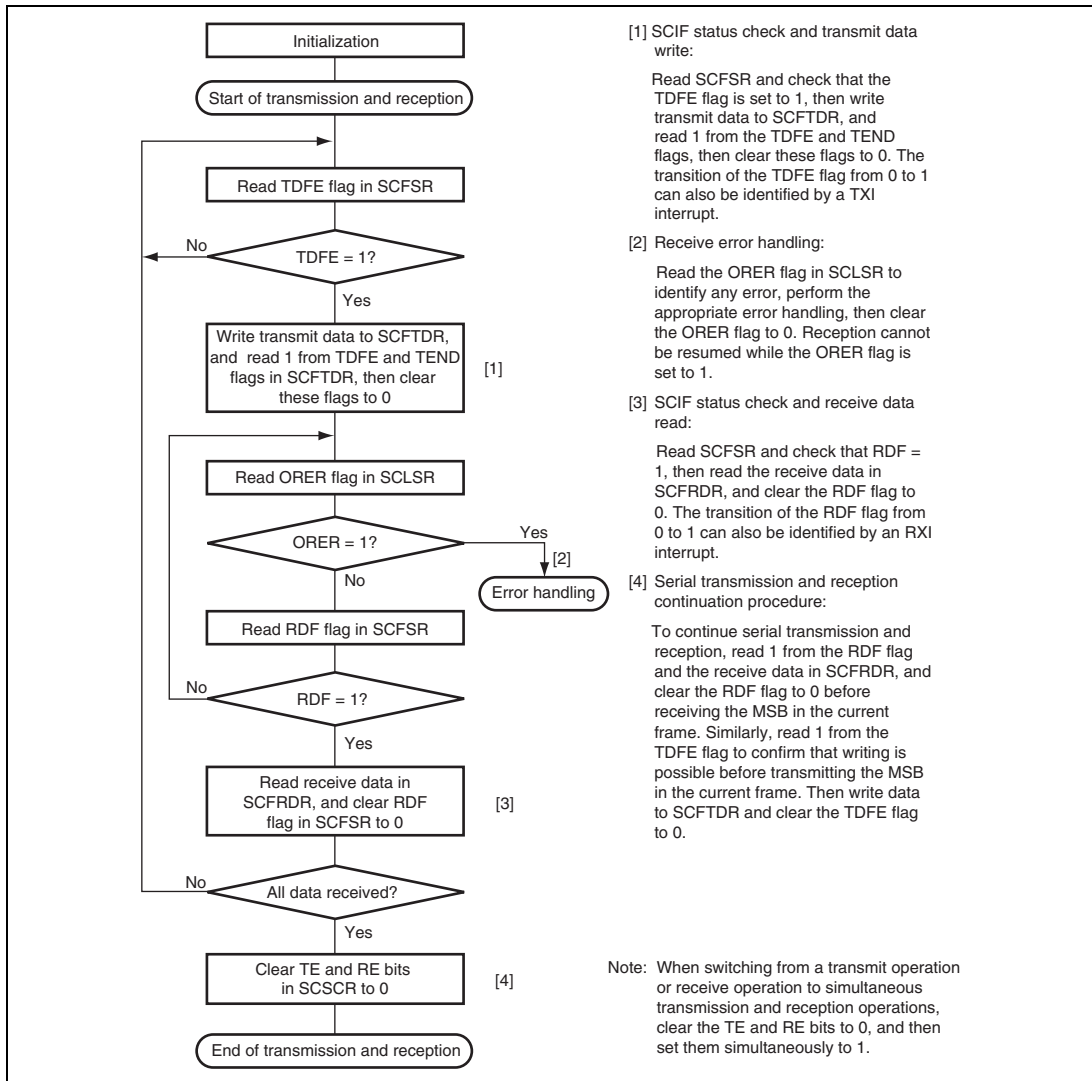 Initialization
Start of transmission and reception
Read TDFE flag in SCFSR
No
TDFE = 1?
Yes
Write transmit data to SCFTDR,
and read 1 from TDFE and TEND
flags in SCFTDR, then clear
these flags to 0
[1]
Read ORER flag in SCLSR
ORER = 1?
Yes
[2]
No
Error handling
Read RDF flag in SCFSR
No
RDF = 1?
Yes
Read receive data in
SCFRDR, and clear RDF
flag in SCFSR to 0
[3]
No
All data received?
Yes
Clear TE and RE bits
in SCSCR to 0
[4]
End of transmission and reception
[1] SCIF status check and transmit data
write:
Read SCFSR and check that the
TDFE flag is set to 1, then write
transmit data to SCFTDR, and
read 1 from the TDFE and TEND
flags, then clear these flags to 0. The
transition of the TDFE flag from 0 to 1
can also be identified by a TXI
interrupt.
[2] Receive error handling:
Read the ORER flag in SCLSR to
identify any error, perform the
appropriate error handling, then clear
the ORER flag to 0. Reception cannot
be resumed while the ORER flag is
set to 1.
[3] SCIF status check and receive data
read:
Read SCFSR and check that RDF =
1, then read the receive data in
SCFRDR, and clear the RDF flag to
0. The transition of the RDF flag from
0 to 1 can also be identified by an RXI
interrupt.
[4] Serial transmission and reception
continuation procedure:
To continue serial transmission and
reception, read 1 from the RDF flag
and the receive data in SCFRDR, and
clear the RDF flag to 0 before
receiving the MSB in the current
frame. Similarly, read 1 from the
TDFE flag to confirm that writing is
possible before transmitting the MSB
in the current frame. Then write data
to SCFTDR and clear the TDFE flag
to 0.
Note: When switching from a transmit operation
or receive operation to simultaneous
transmission and reception operations,
clear the TE and RE bits to 0, and then
set them simultaneously to 1.